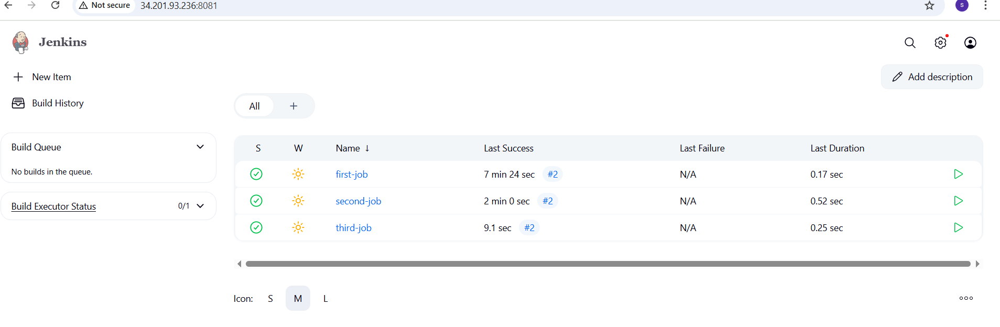 Not secure 34.201.93.236:8081 S
Jenkins
New Item
Add description
Build History
All +
Build Queue
No builds in the queue.
Build Executor Status 0/1
S W Name ↓ Last Success Last Failure Last Duration
first-job 7 min 24 sec #2 N/A 0.17 sec
second-job 2 min 0 sec #2 N/A 0.52 sec
third-job 9.1 sec #2 N/A 0.25 sec
Icon: S M L